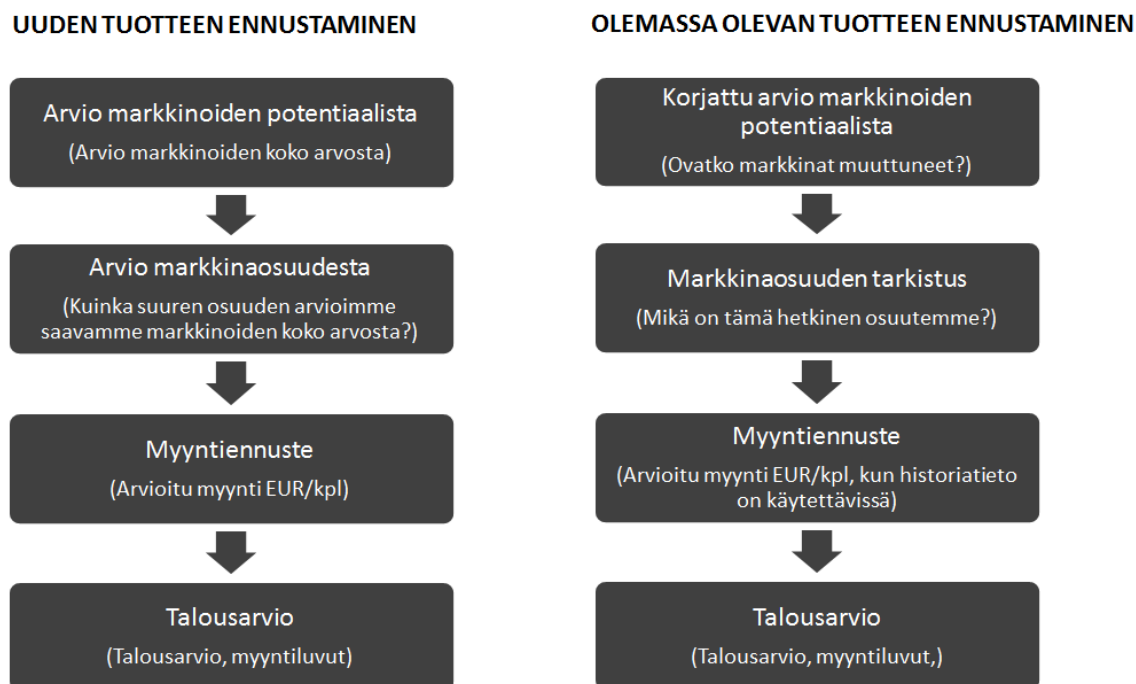 UUDEN TUOTTEEN ENNUSTAMINEN
Arvio markkinoiden potentiaalista
(Arvio markkinoiden koko arvosta)
Arvio markkinaosuudesta
(Kuinka suuren osuuden arvioimme
saavamme markkinoiden koko arvosta?)
Myyntiennuste
(Arvioitu myynti EUR/kpl)
Talousarvio
(Talousarvio, myyntiluvut)
OLEMASSA OLEVAN TUOTTEEN ENNUSTAMINEN
Korjattu arvio markkinoiden
potentiaalista
(Ovatko markkinat muuttuneet?)
Markkinaosuuden tarkistus
(Mikä on tämä hetkinen osuutemme?)
Myyntiennuste
(Arvioitu myynti EUR/kpl, kun historiatieto
on käytettävissä)
Talousarvio
(Talousarvio, myyntiluvut,)